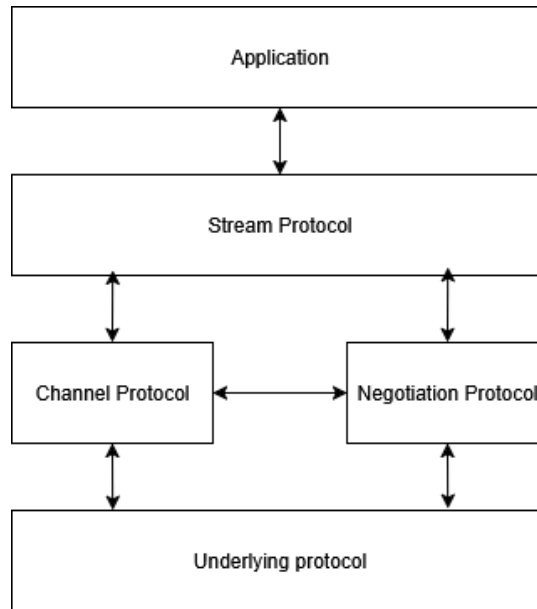 Application
Stream Protocol
Channel Protocol
Negotiation Protocol
Underlying protocol